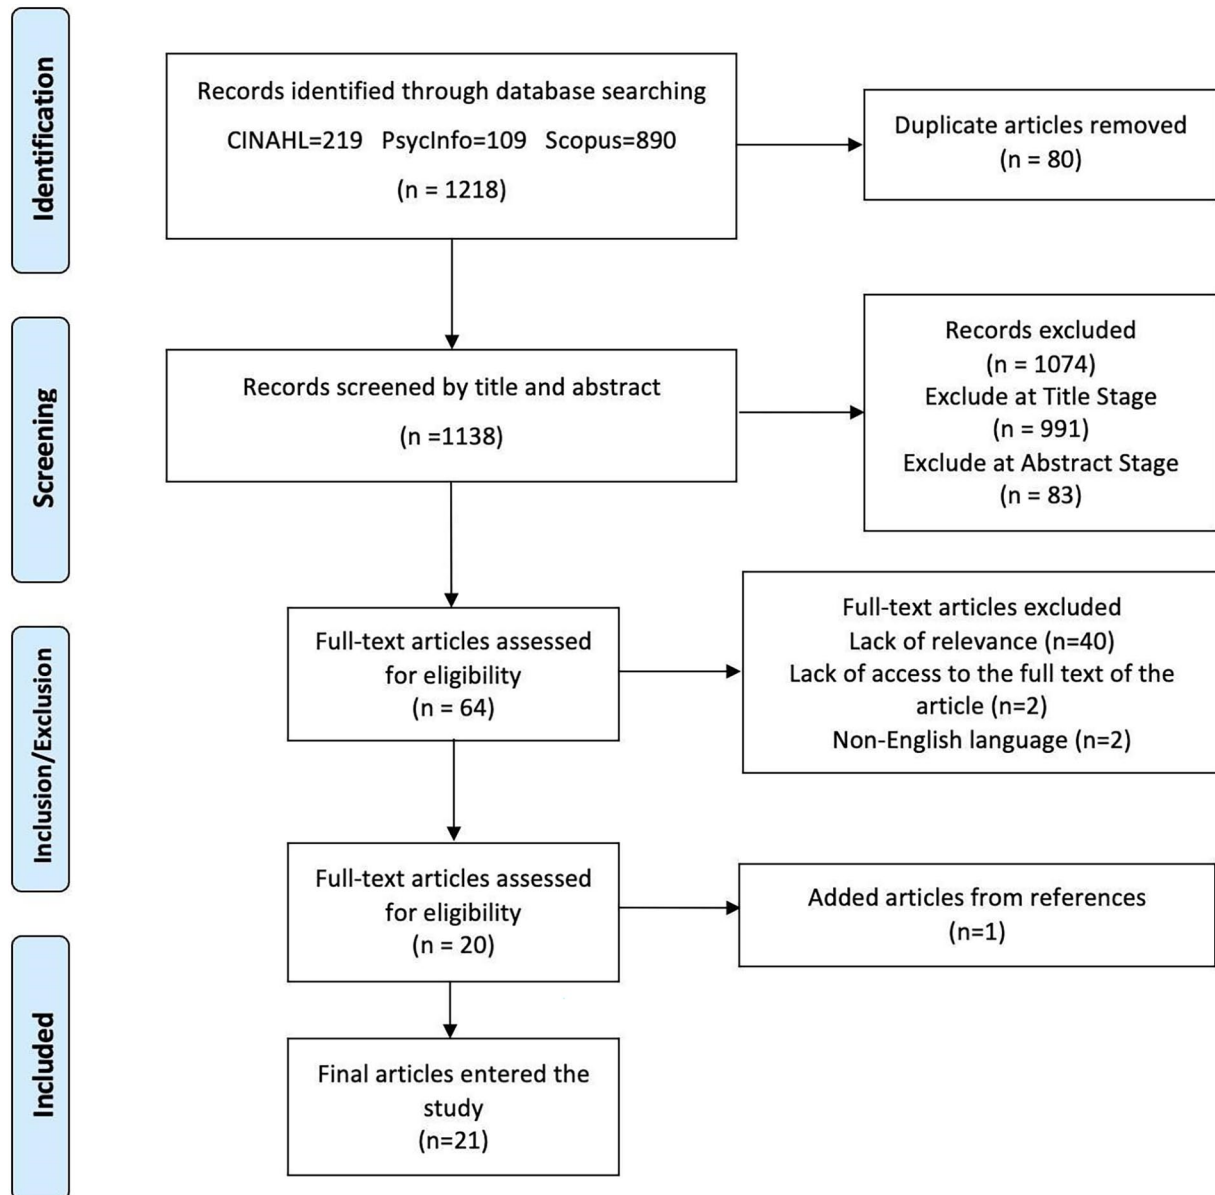 Identification
Records identified through database searching
CINAHL=219 PsycInfo=109 Scopus=890
(n = 1218)
Duplicate articles removed
(n = 80)
Screening
Records screened by title and abstract
(n =1138)
Records excluded
(n = 1074)
Exclude at Title Stage
(n = 991)
Exclude at Abstract Stage
(n = 83)
Inclusion/Exclusion
Full-text articles assessed
for eligibility
(n = 64)
Full-text articles excluded
Lack of relevance (n=40)
Lack of access to the full text of the
article (n=2)
Non-English language (n=2)
Full-text articles assessed
for eligibility
(n = 20)
Added articles from references
(n=1)
Included
Final articles entered the
study
(n=21)